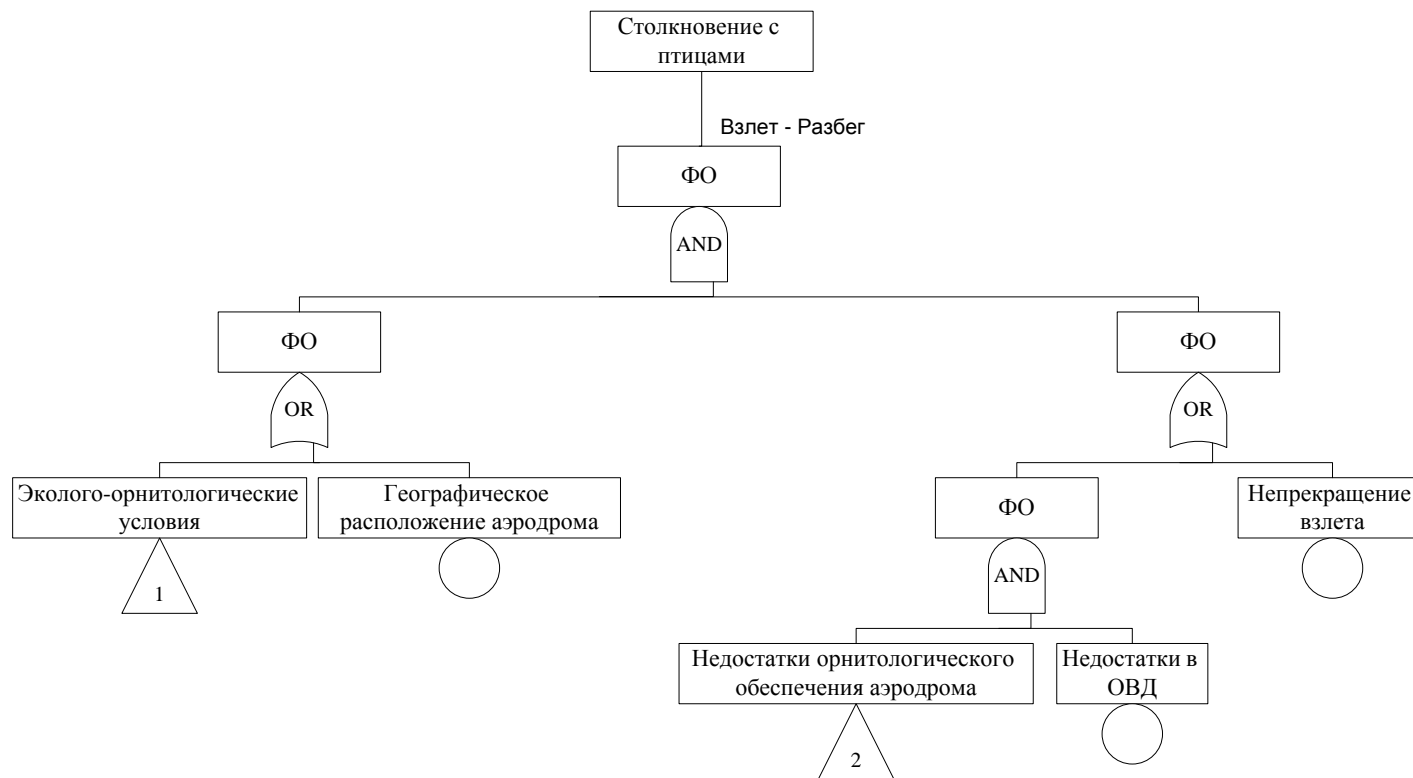 Столкновение с
птицами
Взлет - Разбег
ФО
AND
ФО
ФО
OR
OR
Эколого-орнитологические
условия
Географическое
расположение аэродрома
ФО
Непрекращение
взлета
1
AND
Недостатки орнитологического
обеспечения аэродрома
Недостатки в
ОВД
2